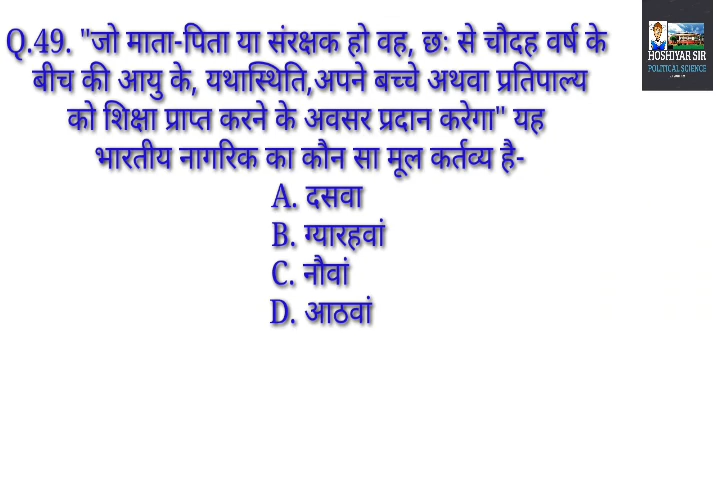 Q.49. "जो माता-पिता या संरक्षक हो वह, छः से चौदह वर्ष के
बीच की आयु के, यथास्थिति,अपने बच्चे अथवा प्रतिपाल्य
को शिक्षा प्राप्त करने के अवसर प्रदान करेगा" यह
भारतीय नागरिक का कौन सा मूल कर्तव्य है-
A. दसवा
B. ग्यारहवां
C. नौवां
D. आठवां
HOSHIYAR SIR
POLITICAL SCIENCE